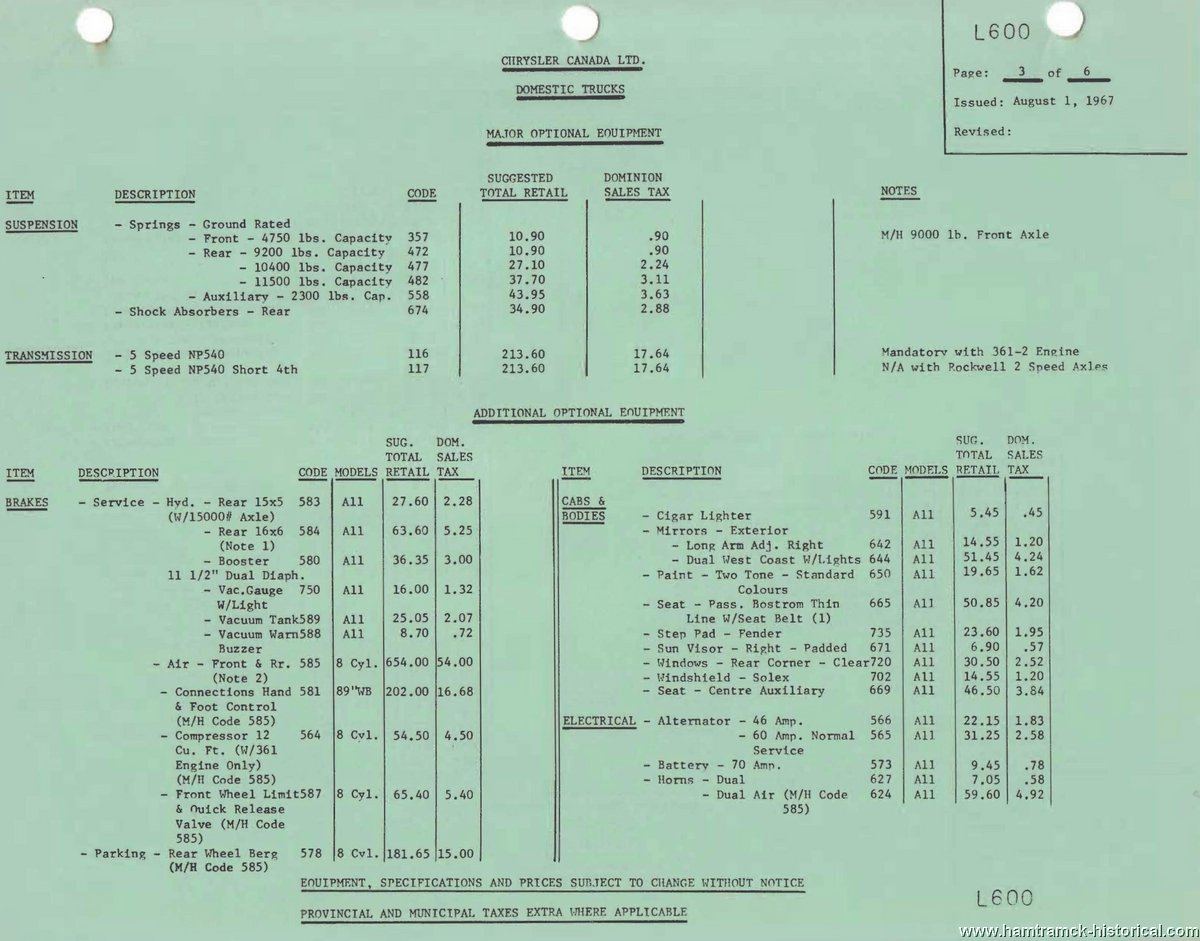 L600
Page: 3 of 6
Issued: August 1, 1967
Revised:
CHRYSLER CANADA LTD.
DOMESTIC TRUCKS
MAJOR OPTIONAL EQUIPMENT
SUGGESTED DOMINION
ITEM DESCRIPTION CODE TOTAL RETAIL SALES TAX NOTES
SUSPENSION - Springs - Ground Rated
- Front - 4750 lbs. Capacity 357 10.90 .90 M/H 9000 lb. Front Axle
- Rear - 9200 lbs. Capacity 472 10.90 .90
- 10400 lbs. Capacity 477 27.10 2.24
- 11500 lbs. Capacity 482 37.70 3.11
- Auxiliary - 2300 lbs. Cap. 558 43.95 3.63
- Shock Absorbers - Rear 674 34.90 2.88
TRANSMISSION - 5 Speed NP540 116 213.60 17.64 Mandatory with 361-2 Engine
- 5 Speed NP540 Short 4th 117 213.60 17.64 N/A with Rockwell 2 Speed Axles
ADDITIONAL OPTIONAL EQUIPMENT
SUG. DOM.
TOTAL SALES
ITEM DESCRIPTION CODE MODELS RETAIL TAX
BRAKES - Service - Hyd. - Rear 15x5 583 All 27.60 2.28
(W/15000# Axle)
- Rear 16x6 584 All 63.60 5.25
(Note 1)
- Booster 580 All 36.35 3.00
11 1/2" Dual Diaph.
- Vac.Gauge 750 All 16.00 1.32
W/Light
- Vacuum Tank589 All 25.05 2.07
- Vacuum Warn588 All 8.70 .72
Buzzer
- Air - Front & Rr. 585 8 Cyl. 654.00 54.00
(Note 2)
- Connections Hand 581 89"WB 202.00 16.68
& Foot Control
(M/H Code 585)
- Compressor 12 564 8 Cyl. 54.50 4.50
Cu. Ft. (W/361
Engine Only)
(M/H Code 585)
- Front Wheel Limit587 8 Cyl. 65.40 5.40
& Quick Release
Valve (M/H Code
585)
- Parking - Rear Wheel Berg 578 8 Cyl. 181.65 15.00
(M/H Code 585)
SUG. DOM.
TOTAL SALES
ITEM DESCRIPTION CODE MODELS RETAIL TAX
CABS &
BODIES - Cigar Lighter 591 All 5.45 .45
- Mirrors - Exterior
- Long Arm Adj. Right 642 All 14.55 1.20
- Dual West Coast W/Lights 644 All 51.45 4.24
- Paint - Two Tone - Standard 650 All 19.65 1.62
Colours
- Seat - Pass. Bostrom Thin 665 All 50.85 4.20
Line W/Seat Belt (1)
- Step Pad - Fender 735 All 23.60 1.95
- Sun Visor - Right - Padded 671 All 6.90 .57
- Windows - Rear Corner - Clear720 All 30.50 2.52
- Windshield - Solex 702 All 14.55 1.20
- Seat - Centre Auxiliary 669 All 46.50 3.84
ELECTRICAL - Alternator - 46 Amp. 566 All 22.15 1.83
- 60 Amp. Normal 565 All 31.25 2.58
Service
- Battery - 70 Amp. 573 All 9.45 .78
- Horns - Dual 627 All 7.05 .58
- Dual Air (M/H Code 624 All 59.60 4.92
585)
EQUIPMENT, SPECIFICATIONS AND PRICES SUBJECT TO CHANGE WITHOUT NOTICE
PROVINCIAL AND MUNICIPAL TAXES EXTRA WHERE APPLICABLE
L600
www.hamtramck-historical.com